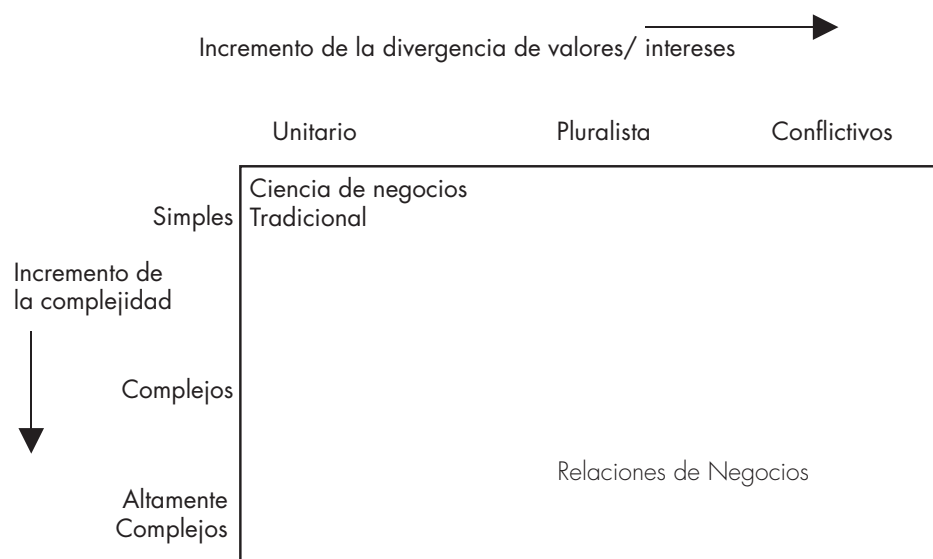 Incremento de la divergencia de valores/ intereses
Unitario
Pluralista
Conflictivos
Ciencia de negocios
Tradicional
Simples
Incremento de
la complejidad
Complejos
Relaciones de Negocios
Altamente
Complejos